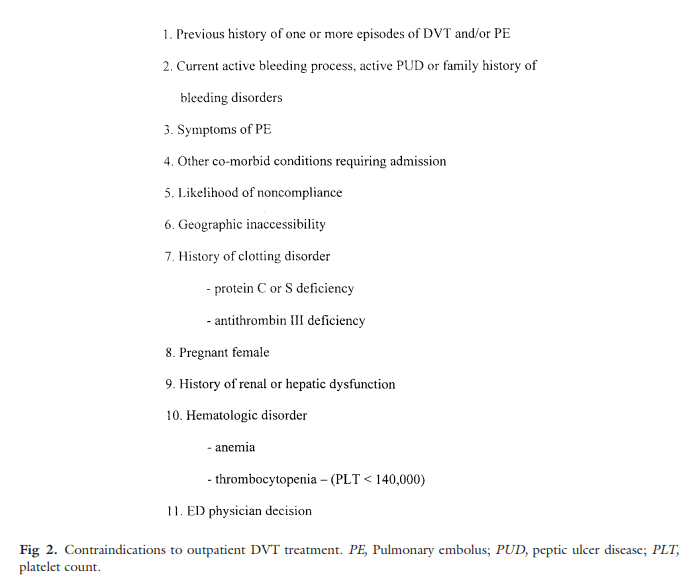 1. Previous history of one or more episodes of DVT and/or PE
2. Current active bleeding process, active PUD or family history of
bleeding disorders
3. Symptoms of PE
4. Other co-morbid conditions requiring admission
5. Likelihood of noncompliance
6. Geographic inaccessibility
7. History of clotting disorder
- protein C or S deficiency
- antithrombin III deficiency
8. Pregnant female
9. History of renal or hepatic dysfunction
10. Hematologic disorder
- anemia
- thrombocytopenia – (PLT < 140,000)
11. ED physician decision
Fig 2. Contraindications to outpatient DVT treatment. PE, Pulmonary embolus; PUD, peptic ulcer disease; PLT,
platelet count.